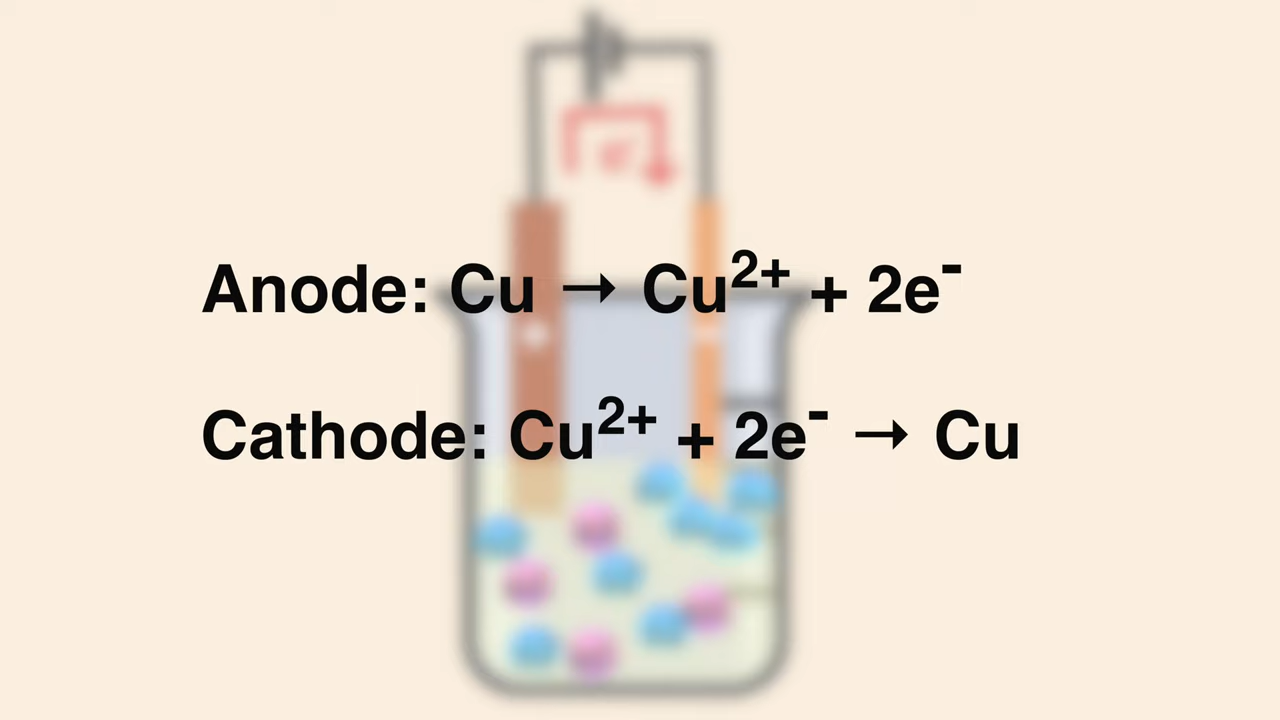 Anode: Cu → Cu²⁺ + 2e⁻
Cathode: Cu²⁺ + 2e⁻ → Cu